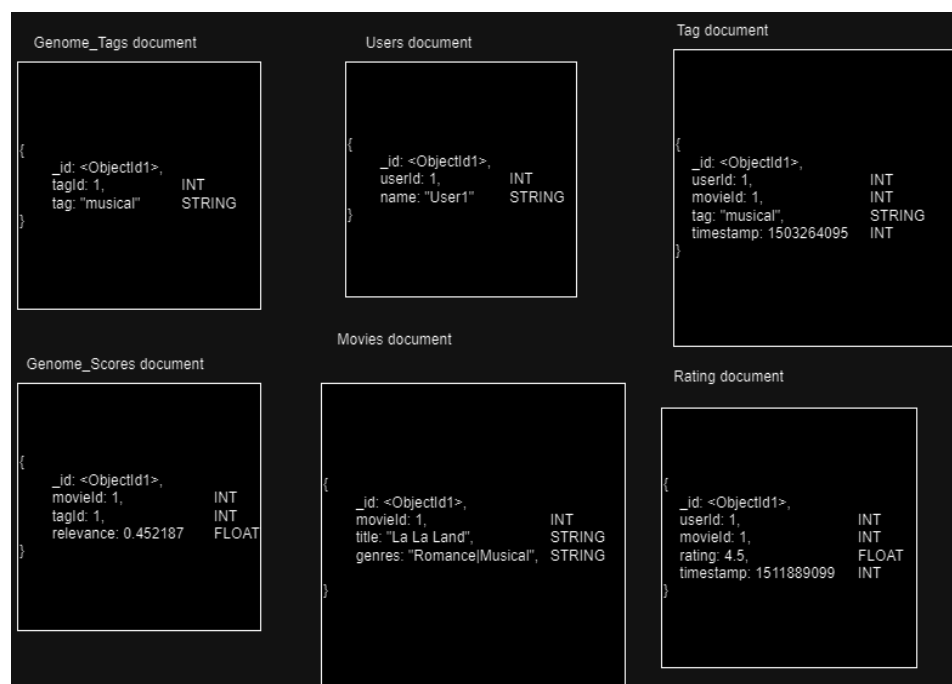 Genome_Tags document
{
_id: <ObjectId1>,
tagId: 1, INT
tag: "musical" STRING
}
Users document
{
_id: <ObjectId1>,
userId: 1, INT
name: "User1" STRING
}
Tag document
{
_id: <ObjectId1>,
userId: 1, INT
movieId: 1, INT
tag: "musical", STRING
timestamp: 1503264095 INT
}
Genome_Scores document
{
_id: <ObjectId1>,
movieId: 1, INT
tagId: 1, INT
relevance: 0.452187 FLOAT
}
Movies document
{
_id: <ObjectId1>,
movieId: 1, INT
title: "La La Land", STRING
genres: "Romance|Musical", STRING
}
Rating document
{
_id: <ObjectId1>,
userId: 1, INT
movieId: 1, INT
rating: 4.5, FLOAT
timestamp: 1511889099 INT
}